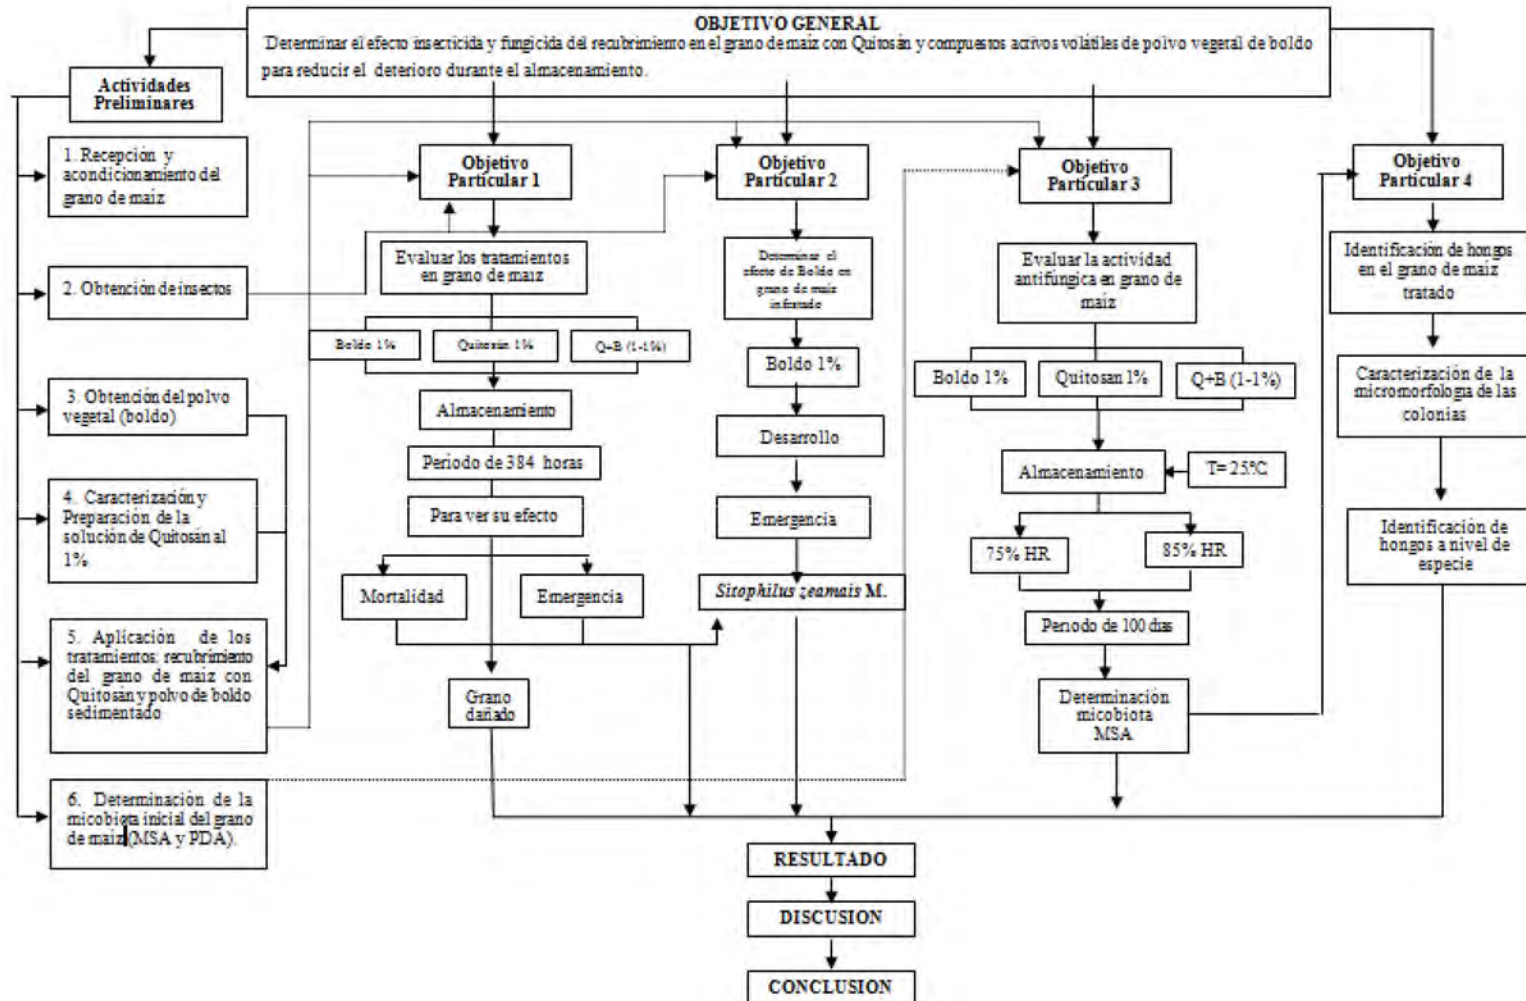 OBJETIVO GENERAL
Determinar el efecto insecticida y fungicida del recubrimiento en el grano de maíz con Quitosán y compuestos activos volátiles de polvo vegetal de boldo
para reducir el deterioro durante el almacenamiento.
Actividades
Preliminares
1. Recepción y
acondicionamiento del
grano de maíz
2. Obtención de insectos
3. Obtención del polvo
vegetal (boldo)
4. Caracterización y
Preparación de la
solución de Quitosán al
1%
5. Aplicación de los
tratamientos: recubrimiento
del grano de maíz con
Quitosán y polvo de boldo
sedimentado
6. Determinación de la
micobiota inicial del grano
de maíz (MSA y PDA).
Objetivo
Particular 1
Evaluar los tratamientos
en grano de maíz
Boldo 1%
Quitosán 1%
Q+B (1-1%)
Almacenamiento
Periodo de 384 horas
Para ver su efecto
Mortalidad
Emergencia
Grano
dañado
Objetivo
Particular 2
Determinar el
efecto de Boldo en
grano de maíz
infestado
Boldo 1%
Desarrollo
Emergencia
Sitophilus zeamais M.
Objetivo
Particular 3
Evaluar la actividad
antifúngica en grano de
maíz
Boldo 1%
Quitosan 1%
Q+B (1-1%)
Almacenamiento
T= 25°C
75% HR
85% HR
Periodo de 100 días
Determinación
micobiota
MSA
Objetivo
Particular 4
Identificación de hongos
en el grano de maíz
tratado
Caracterización de la
micromorfología de las
colonias
Identificación de
hongos a nivel de
especie
RESULTADO
DISCUSION
CONCLUSION